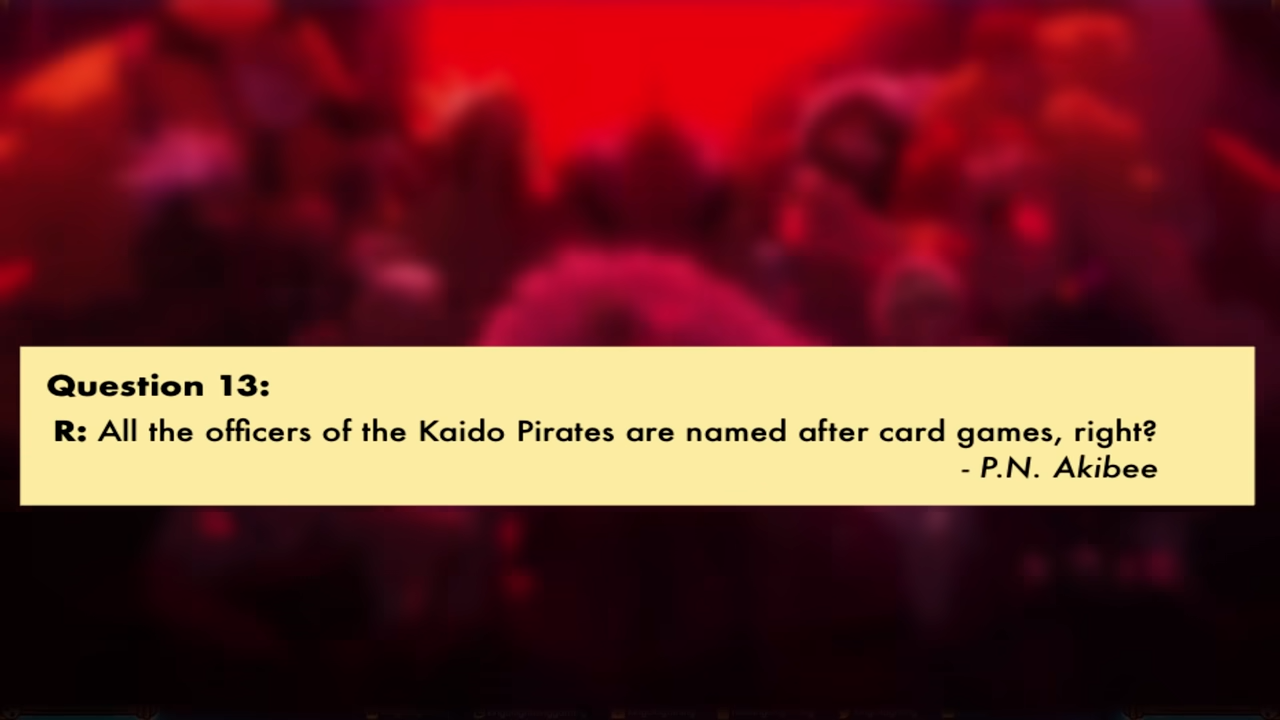 Question 13:
R: All the officers of the Kaido Pirates are named after card games, right?
- P.N. Akibee